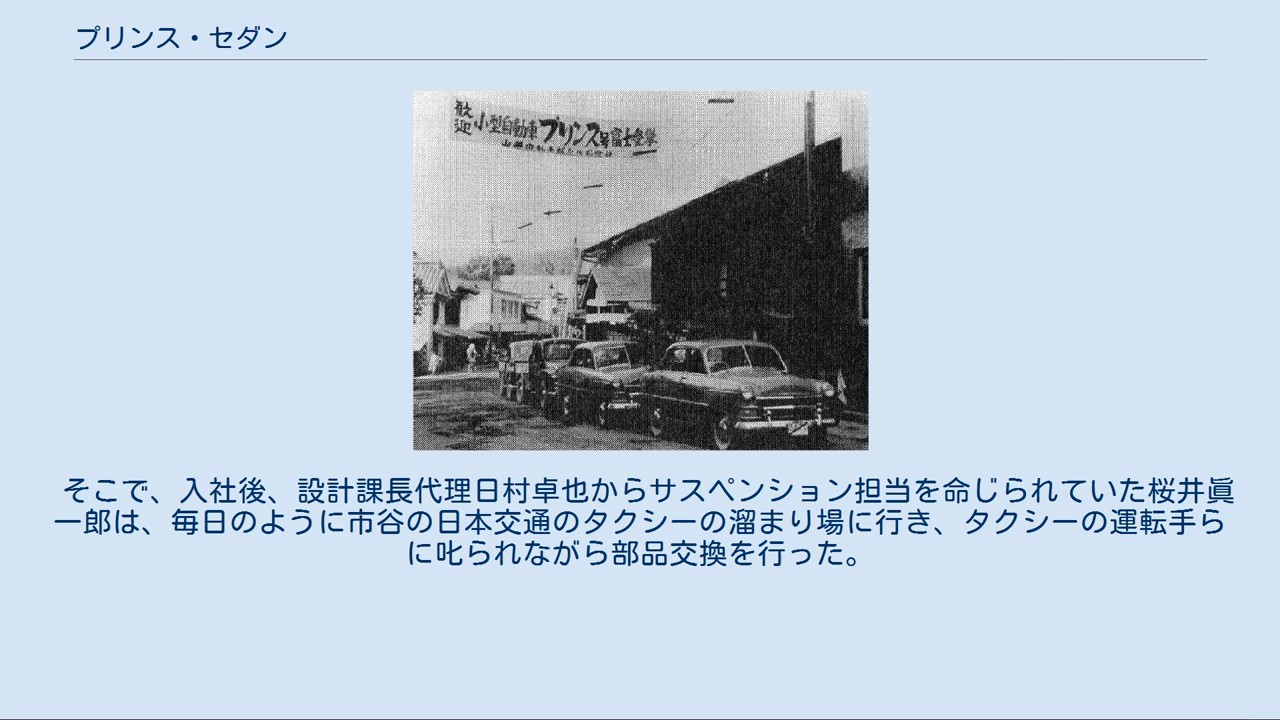 プリンス・セダン
歓迎 小型自動車プリンス号富士登攀
そこで、入社後、設計課長代理日村卓也からサスペンション担当を命じられていた桜井眞
一郎は、毎日のように市谷の日本交通のタクシーの溜まり場に行き、タクシーの運転手ら
に叱られながら部品交換を行った。